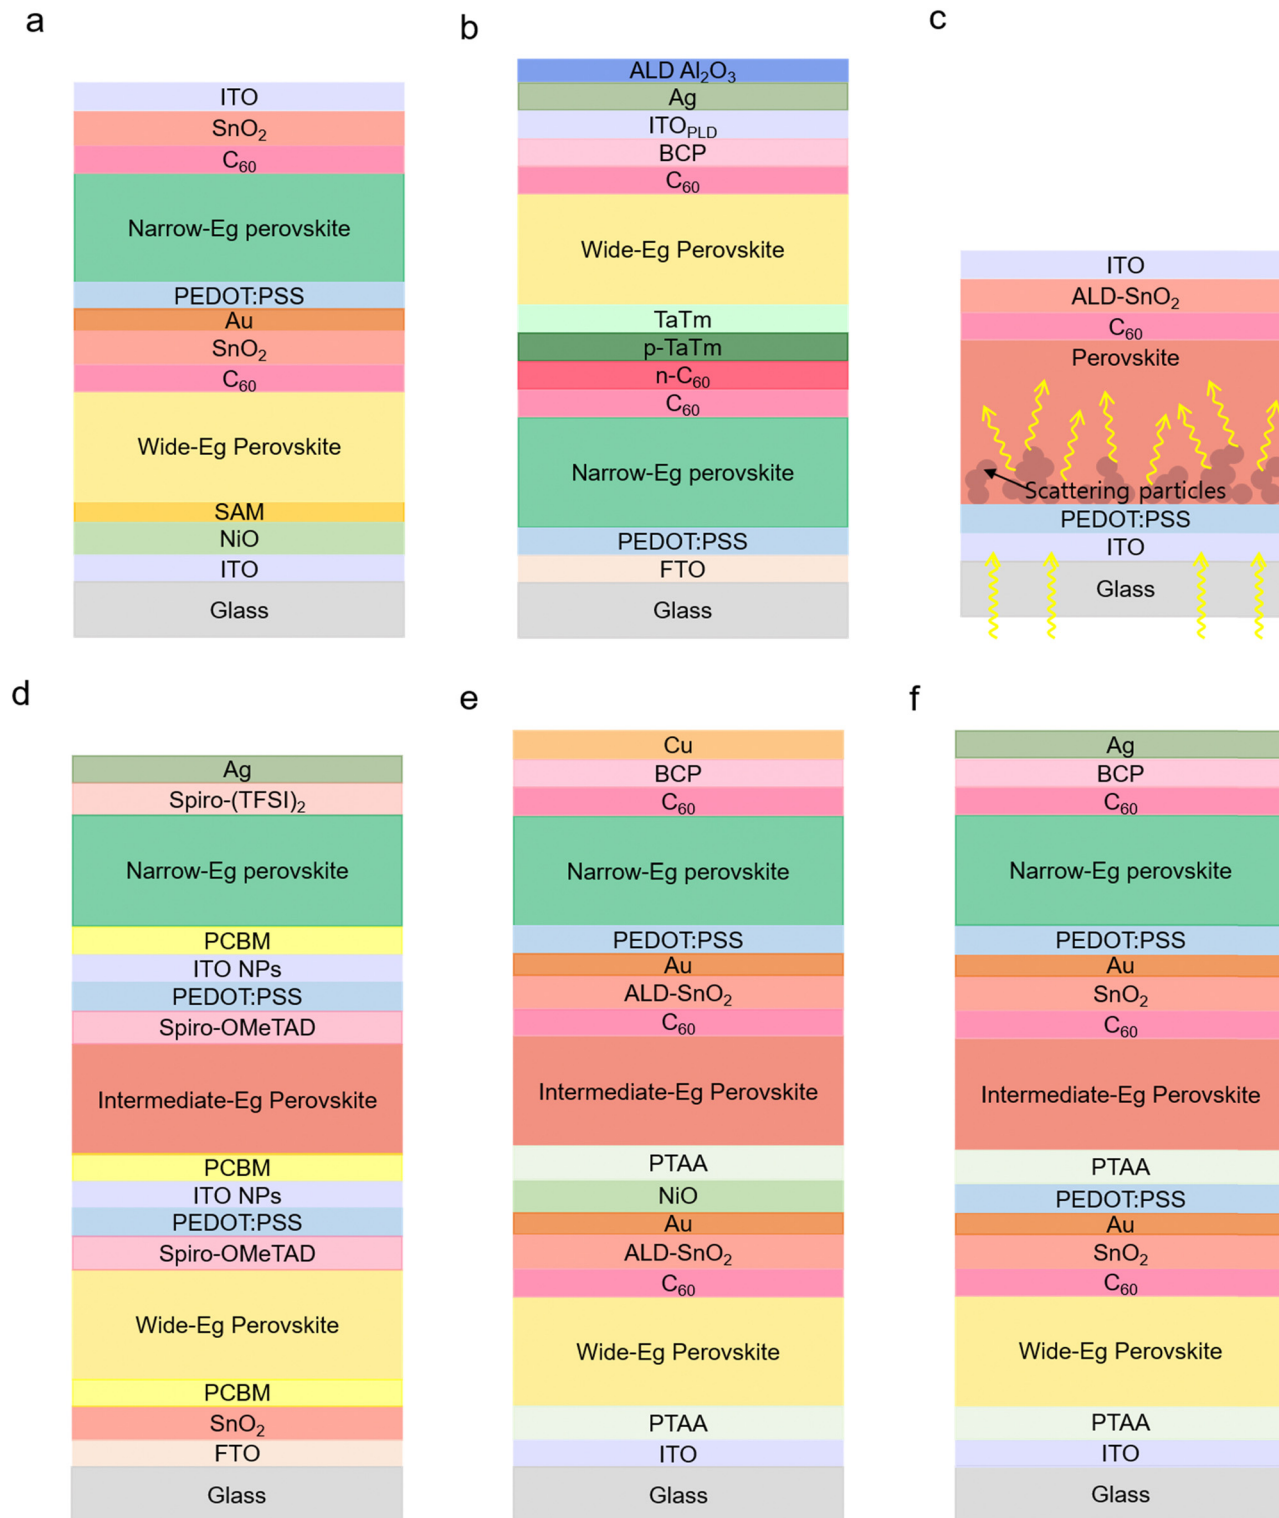 a
ITO
SnO₂
C₆₀
Narrow-Eg perovskite
PEDOT:PSS
Au
SnO₂
C₆₀
Wide-Eg Perovskite
SAM
NiO
ITO
Glass
b
ALD Al₂O₃
Ag
ITO_PLD
BCP
C₆₀
Wide-Eg Perovskite
TaTm
p-TaTm
n-C₆₀
C₆₀
Narrow-Eg perovskite
PEDOT:PSS
FTO
Glass
c
ITO
ALD-SnO₂
C₆₀
Perovskite
Scattering particles
PEDOT:PSS
ITO
Glass
d
Ag
Spiro-(TFSI)₂
Narrow-Eg perovskite
PCBM
ITO NPs
PEDOT:PSS
Spiro-OMeTAD
Intermediate-Eg Perovskite
PCBM
ITO NPs
PEDOT:PSS
Spiro-OMeTAD
Wide-Eg Perovskite
PCBM
SnO₂
FTO
Glass
e
Cu
BCP
C₆₀
Narrow-Eg perovskite
PEDOT:PSS
Au
ALD-SnO₂
C₆₀
Intermediate-Eg Perovskite
PTAA
NiO
Au
ALD-SnO₂
C₆₀
Wide-Eg Perovskite
PTAA
ITO
Glass
f
Ag
BCP
C₆₀
Narrow-Eg perovskite
PEDOT:PSS
Au
SnO₂
C₆₀
Intermediate-Eg Perovskite
PTAA
PEDOT:PSS
Au
SnO₂
C₆₀
Wide-Eg Perovskite
PTAA
ITO
Glass